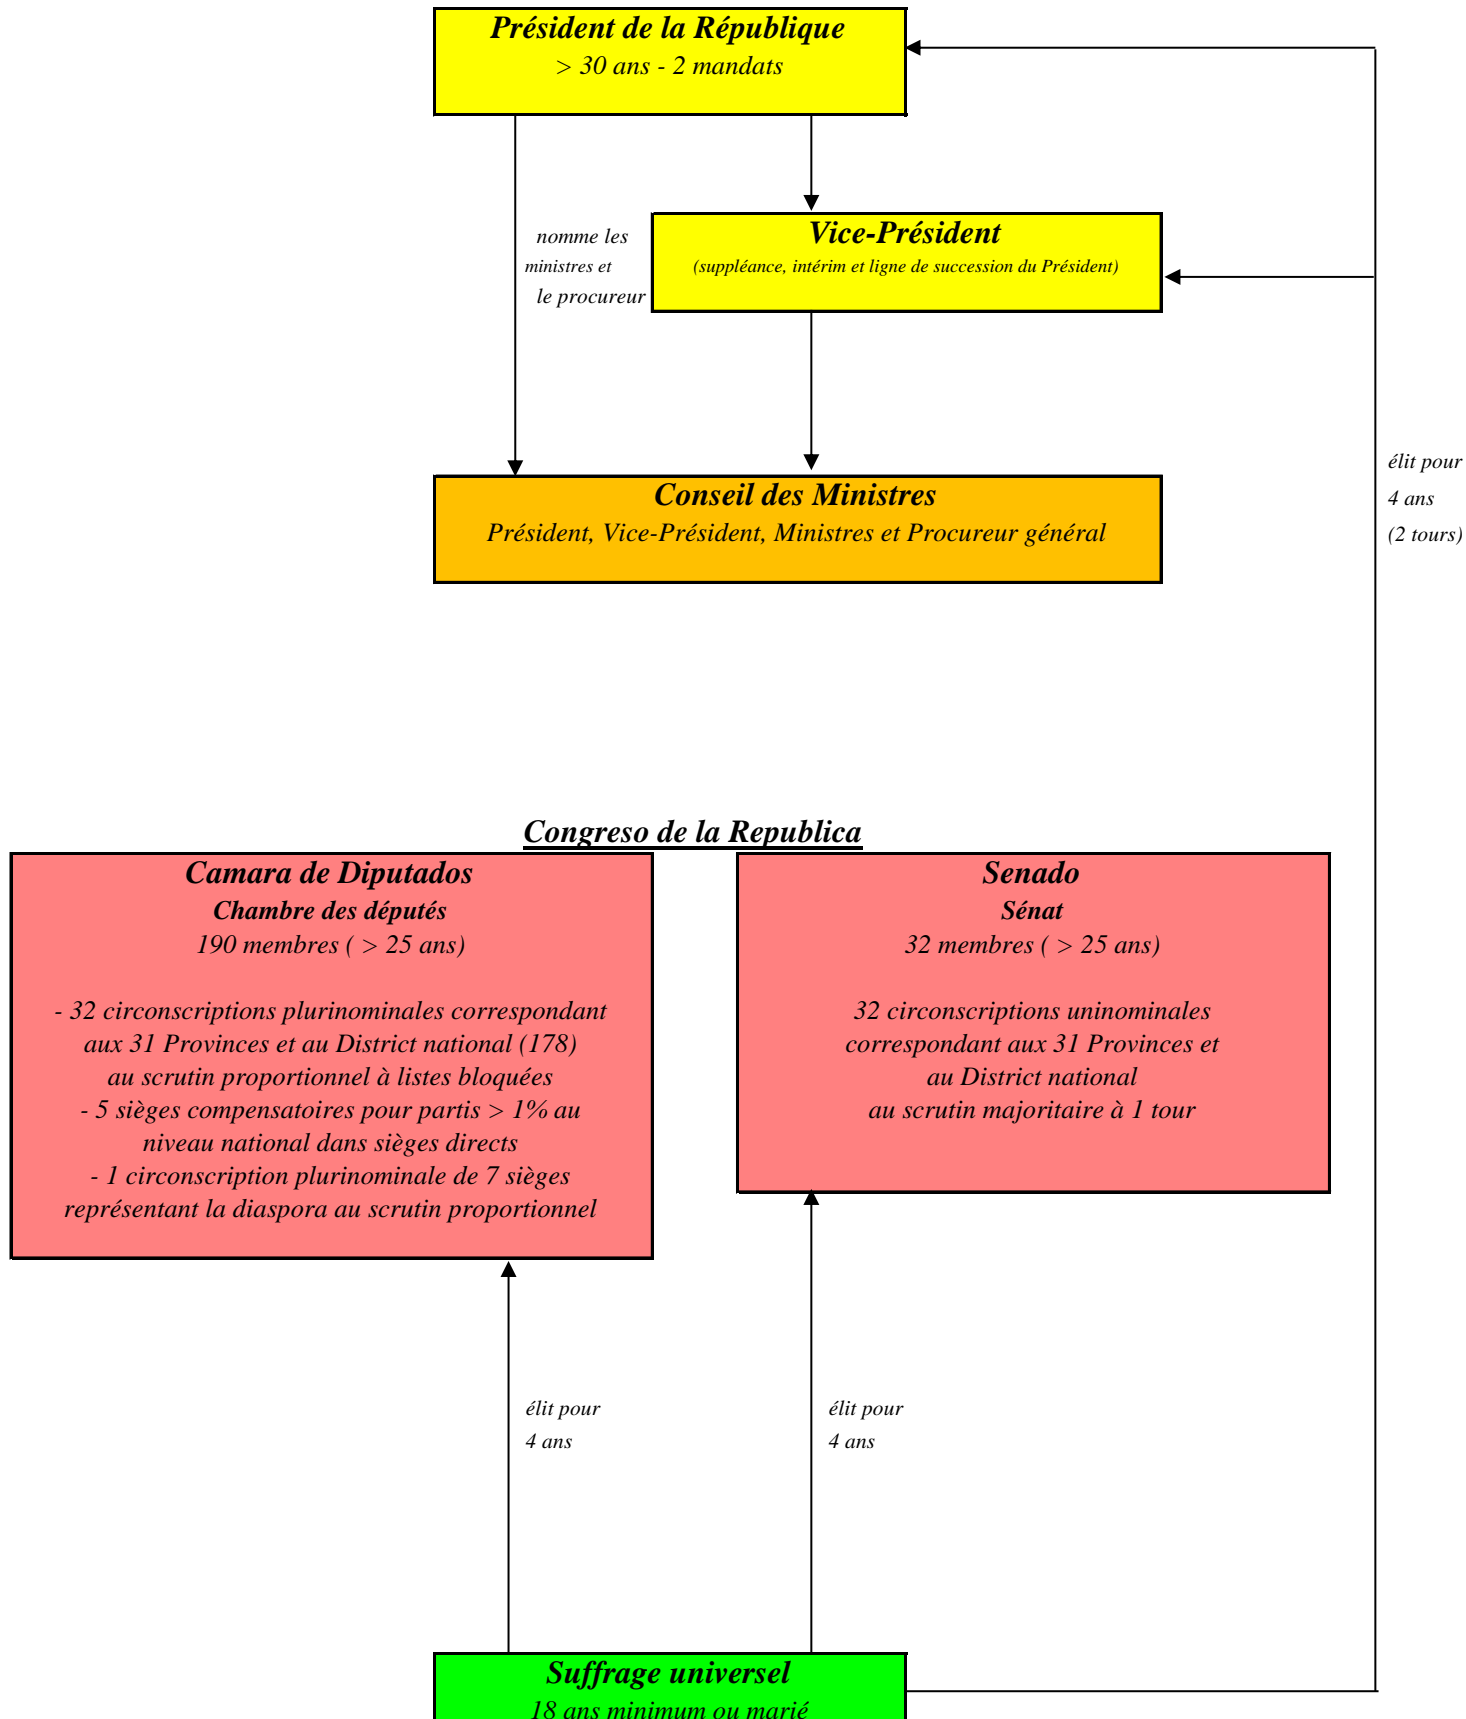 Président de la République
> 30 ans - 2 mandats
nomme les
ministres et
le procureur
Vice-Président
(suppléance, intérim et ligne de succession du Président)
Conseil des Ministres
Président, Vice-Président, Ministres et Procureur général
élit pour
4 ans
(2 tours)
Congreso de la Republica
Camara de Diputados
Chambre des députés
190 membres ( > 25 ans)
- 32 circonscriptions plurinominales correspondant
aux 31 Provinces et au District national (178)
au scrutin proportionnel à listes bloquées
- 5 sièges compensatoires pour partis > 1% au
niveau national dans sièges directs
- 1 circonscription plurinominale de 7 sièges
représentant la diaspora au scrutin proportionnel
Senado
Sénat
32 membres ( > 25 ans)
32 circonscriptions uninominales
correspondant aux 31 Provinces et
au District national
au scrutin majoritaire à 1 tour
élit pour
4 ans
élit pour
4 ans
Suffrage universel
18 ans minimum ou marié